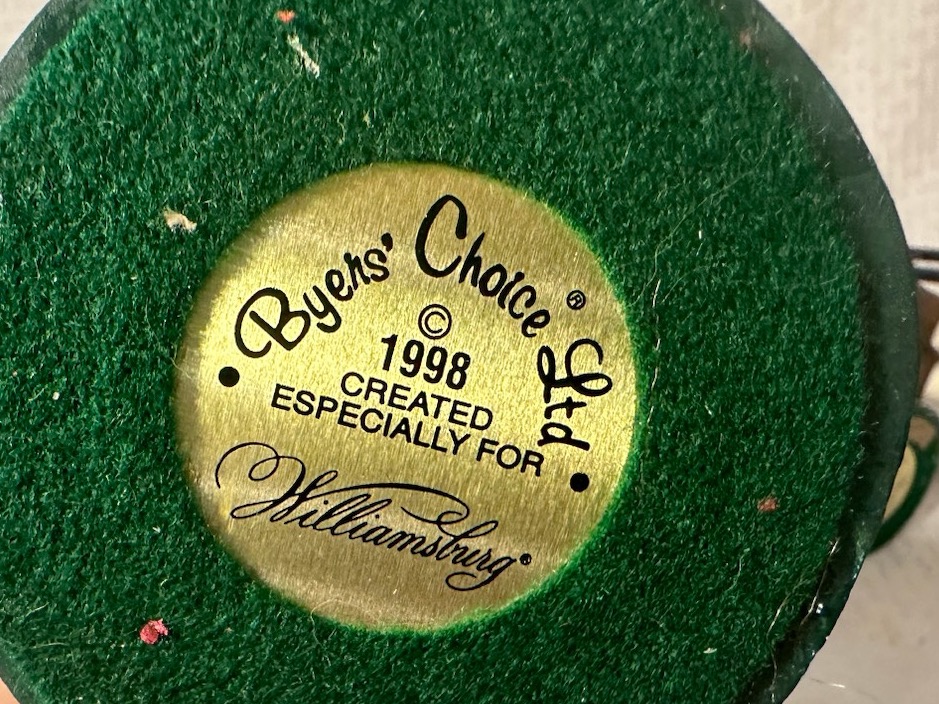 Byers' Choice® Ltd
©
1998
CREATED
ESPECIALLY FOR
Williamsburg®